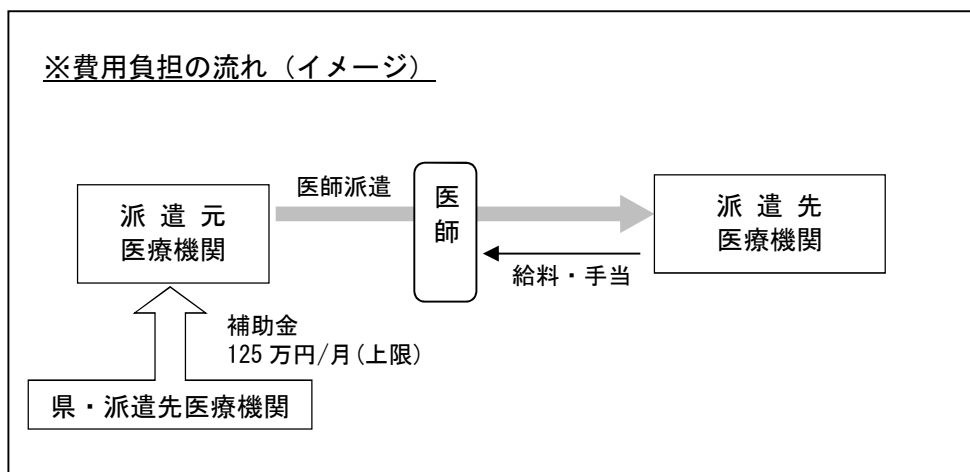 ※費用負担の流れ（イメージ）
医師派遣
派遣元
医療機関
医
師
派遣先
医療機関
給料・手当
補助金
125万円/月(上限)
県・派遣先医療機関